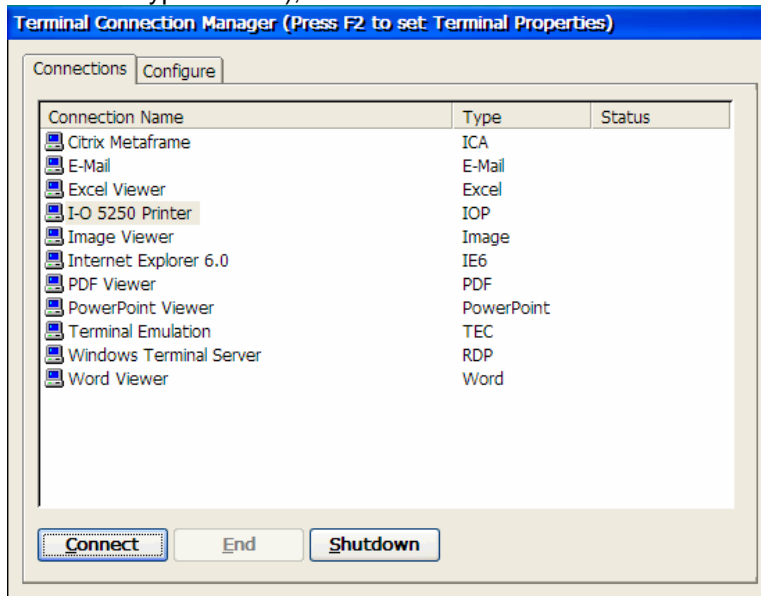 Terminal Connection Manager (Press F2 to set Terminal Properties)
Connections Configure
Connection Name Type Status
Citrix Metaframe ICA
E-Mail E-Mail
Excel Viewer Excel
I-O 5250 Printer IOP
Image Viewer Image
Internet Explorer 6.0 IE6
PDF Viewer PDF
PowerPoint Viewer PowerPoint
Terminal Emulation TEC
Windows Terminal Server RDP
Word Viewer Word
Connect End Shutdown